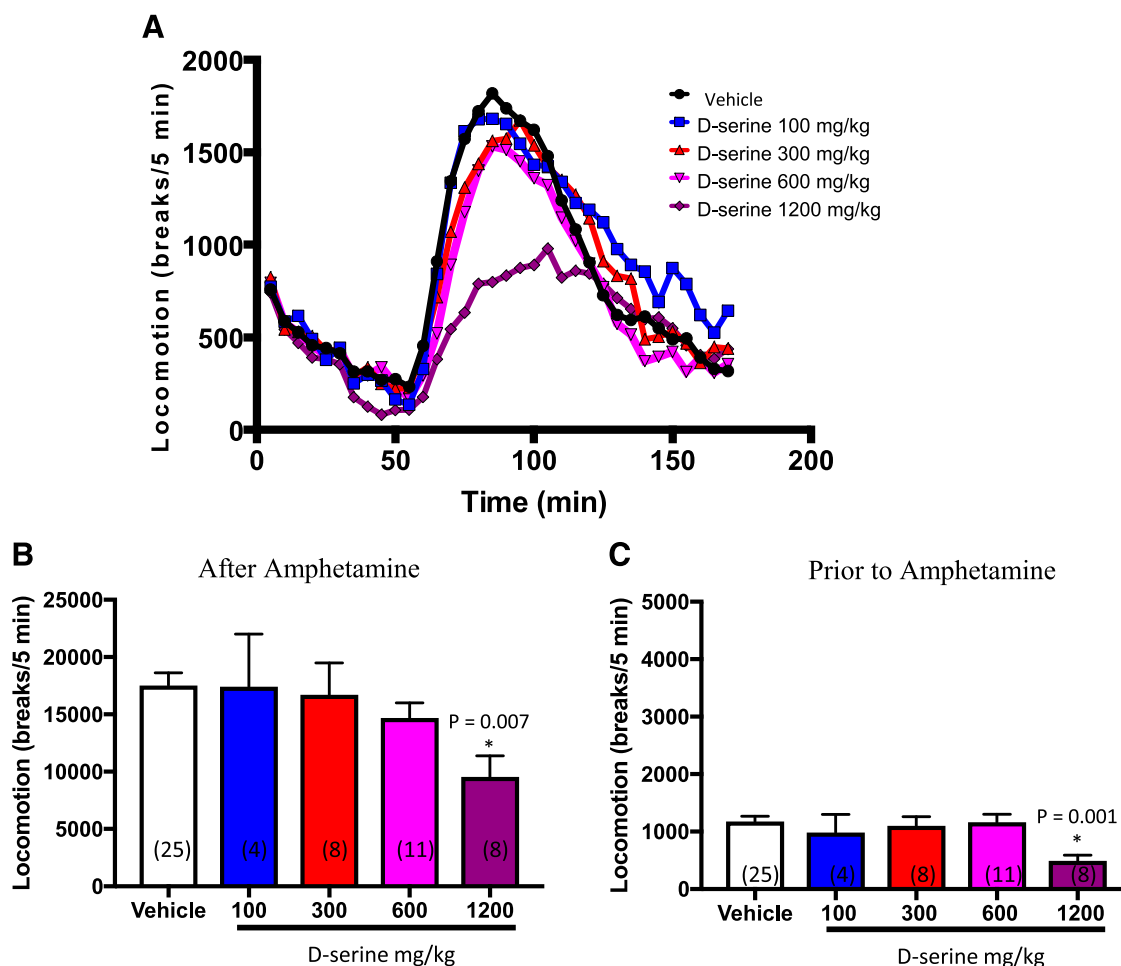 A
Locomotion (breaks/5 min)
2000
1500
1000
500
0
0
50
100
150
200
Time (min)
Vehicle
D-serine 100 mg/kg
D-serine 300 mg/kg
D-serine 600 mg/kg
D-serine 1200 mg/kg
B
After Amphetamine
Locomotion (breaks/5 min)
25000
20000
15000
10000
5000
0
P = 0.007
*
(25)
(4)
(8)
(11)
(8)
Vehicle
100
300
600
1200
D-serine mg/kg
C
Prior to Amphetamine
Locomotion (breaks/5 min)
5000
4000
3000
2000
1000
0
P = 0.001
*
(25)
(4)
(8)
(11)
(8)
Vehicle
100
300
600
1200
D-serine mg/kg